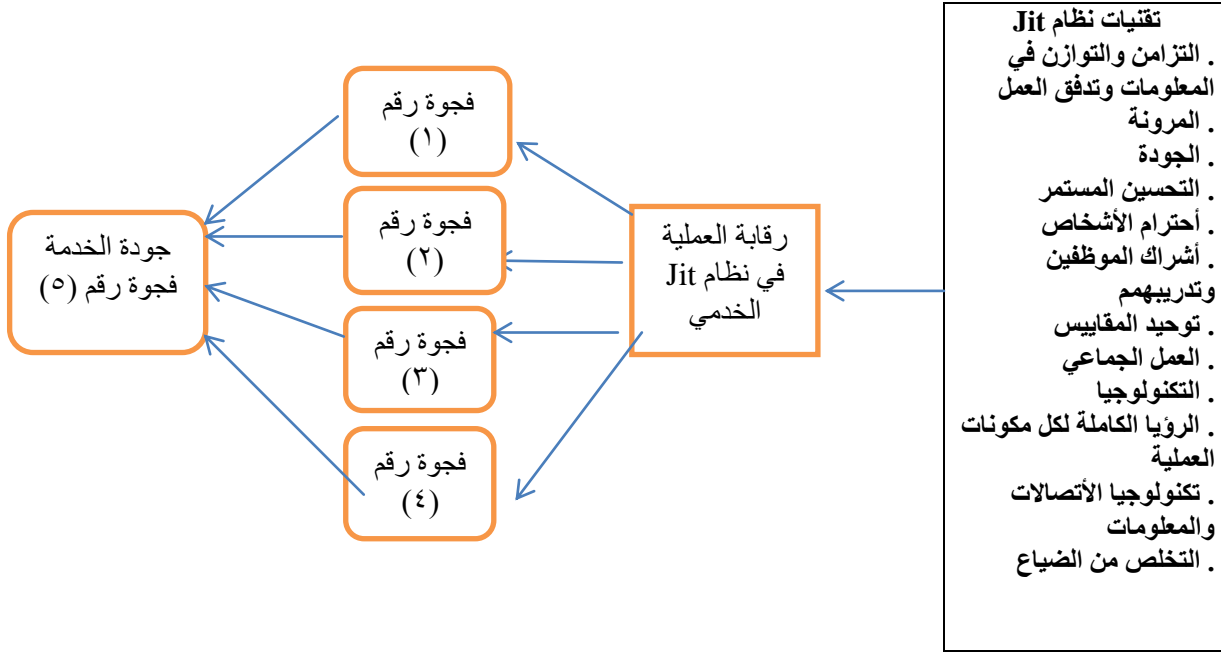 تقنيات نظام Jit
. التزامن والتوازن في
المعلومات وتدفق العمل
. المرونة
. الجودة
. التحسين المستمر
. أحترام الأشخاص
. أشراك الموظفين
وتدريبهمم
. توحيد المقاييس
. العمل الجماعي
. التكنولوجيا
. الرؤيا الكاملة لكل مكونات
العملية
. تكنولوجيا الأتصالات
والمعلومات
. التخلص من الضياع
رقابة العملية
في نظام Jit
الخدمي
فجوة رقم
(١)
فجوة رقم
(٢)
فجوة رقم
(٣)
فجوة رقم
(٤)
جودة الخدمة
فجوة رقم (٥)